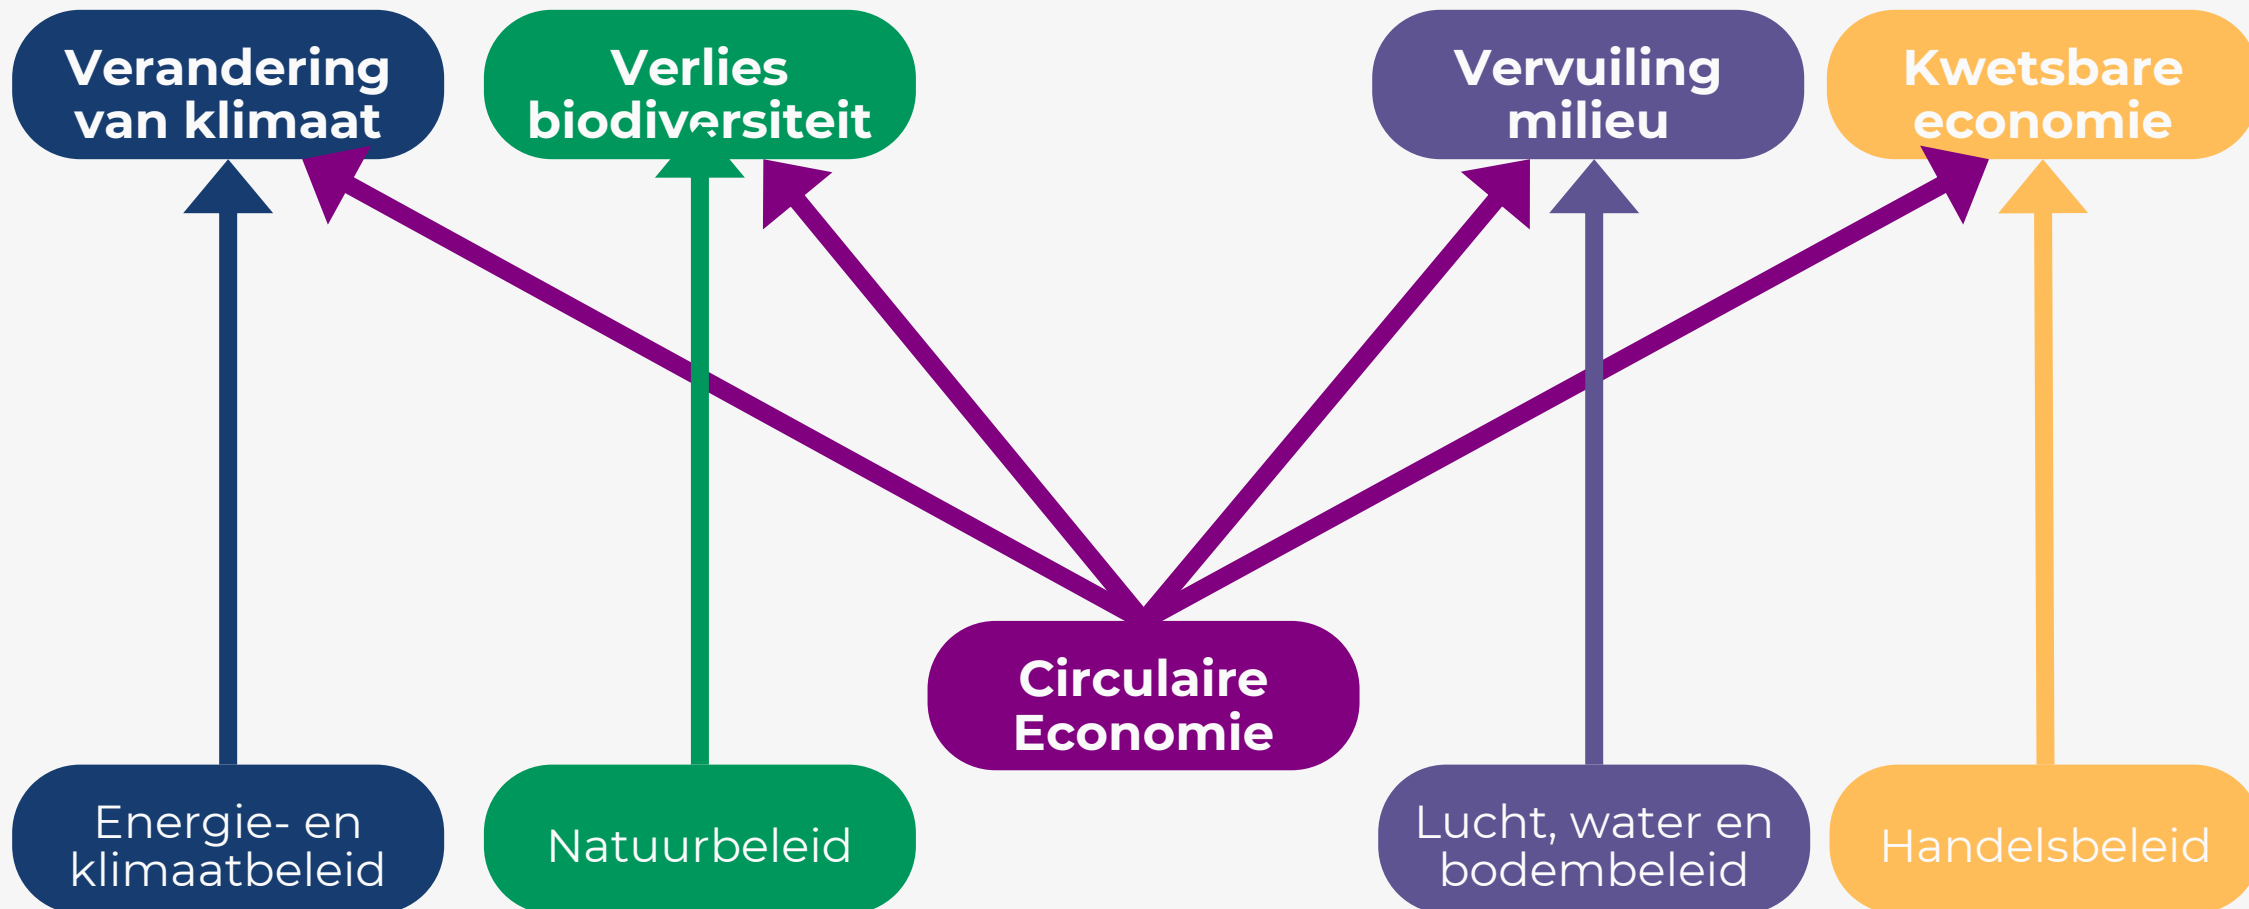 Verandering
van klimaat
Verlies
biodiversiteit
Vervuiling
milieu
Kwetsbare
economie
Circulaire
Economie
Energie- en
klimaatbeleid
Natuurbeleid
Lucht, water en
bodembeleid
Handelsbeleid